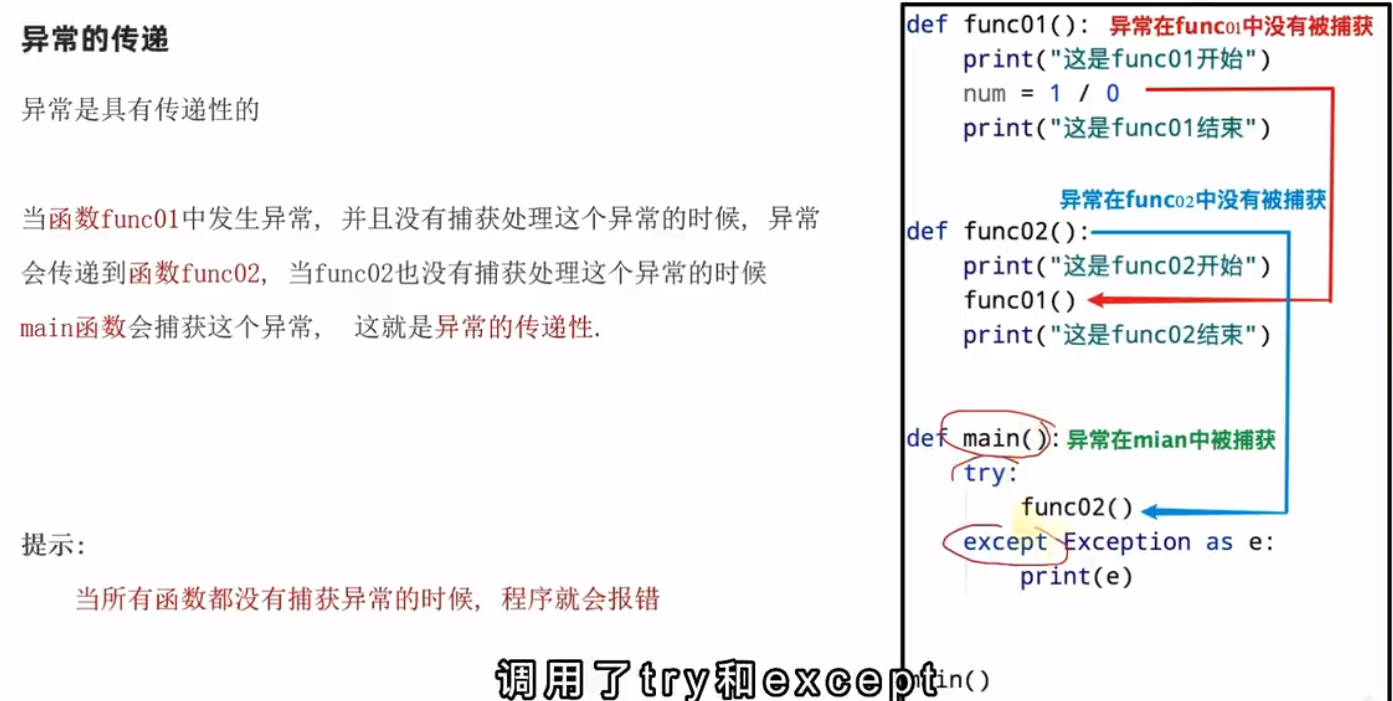 异常的传递
异常是具有传递性的
当函数func01中发生异常, 并且没有捕获处理这个异常的时候, 异常
会传递到函数func02, 当func02也没有捕获处理这个异常的时候
main函数会捕获这个异常, 这就是异常的传递性.
提示:
当所有函数都没有捕获异常的时候, 程序就会报错
def func01(): 异常在func01中没有被捕获
print("这是func01开始")
num = 1 / 0
print("这是func01结束")
异常在func02中没有被捕获
def func02():
print("这是func02开始")
func01()
print("这是func02结束")
def main(): 异常在mian中被捕获
try:
func02()
except Exception as e:
print(e)
main()
调用了try和except